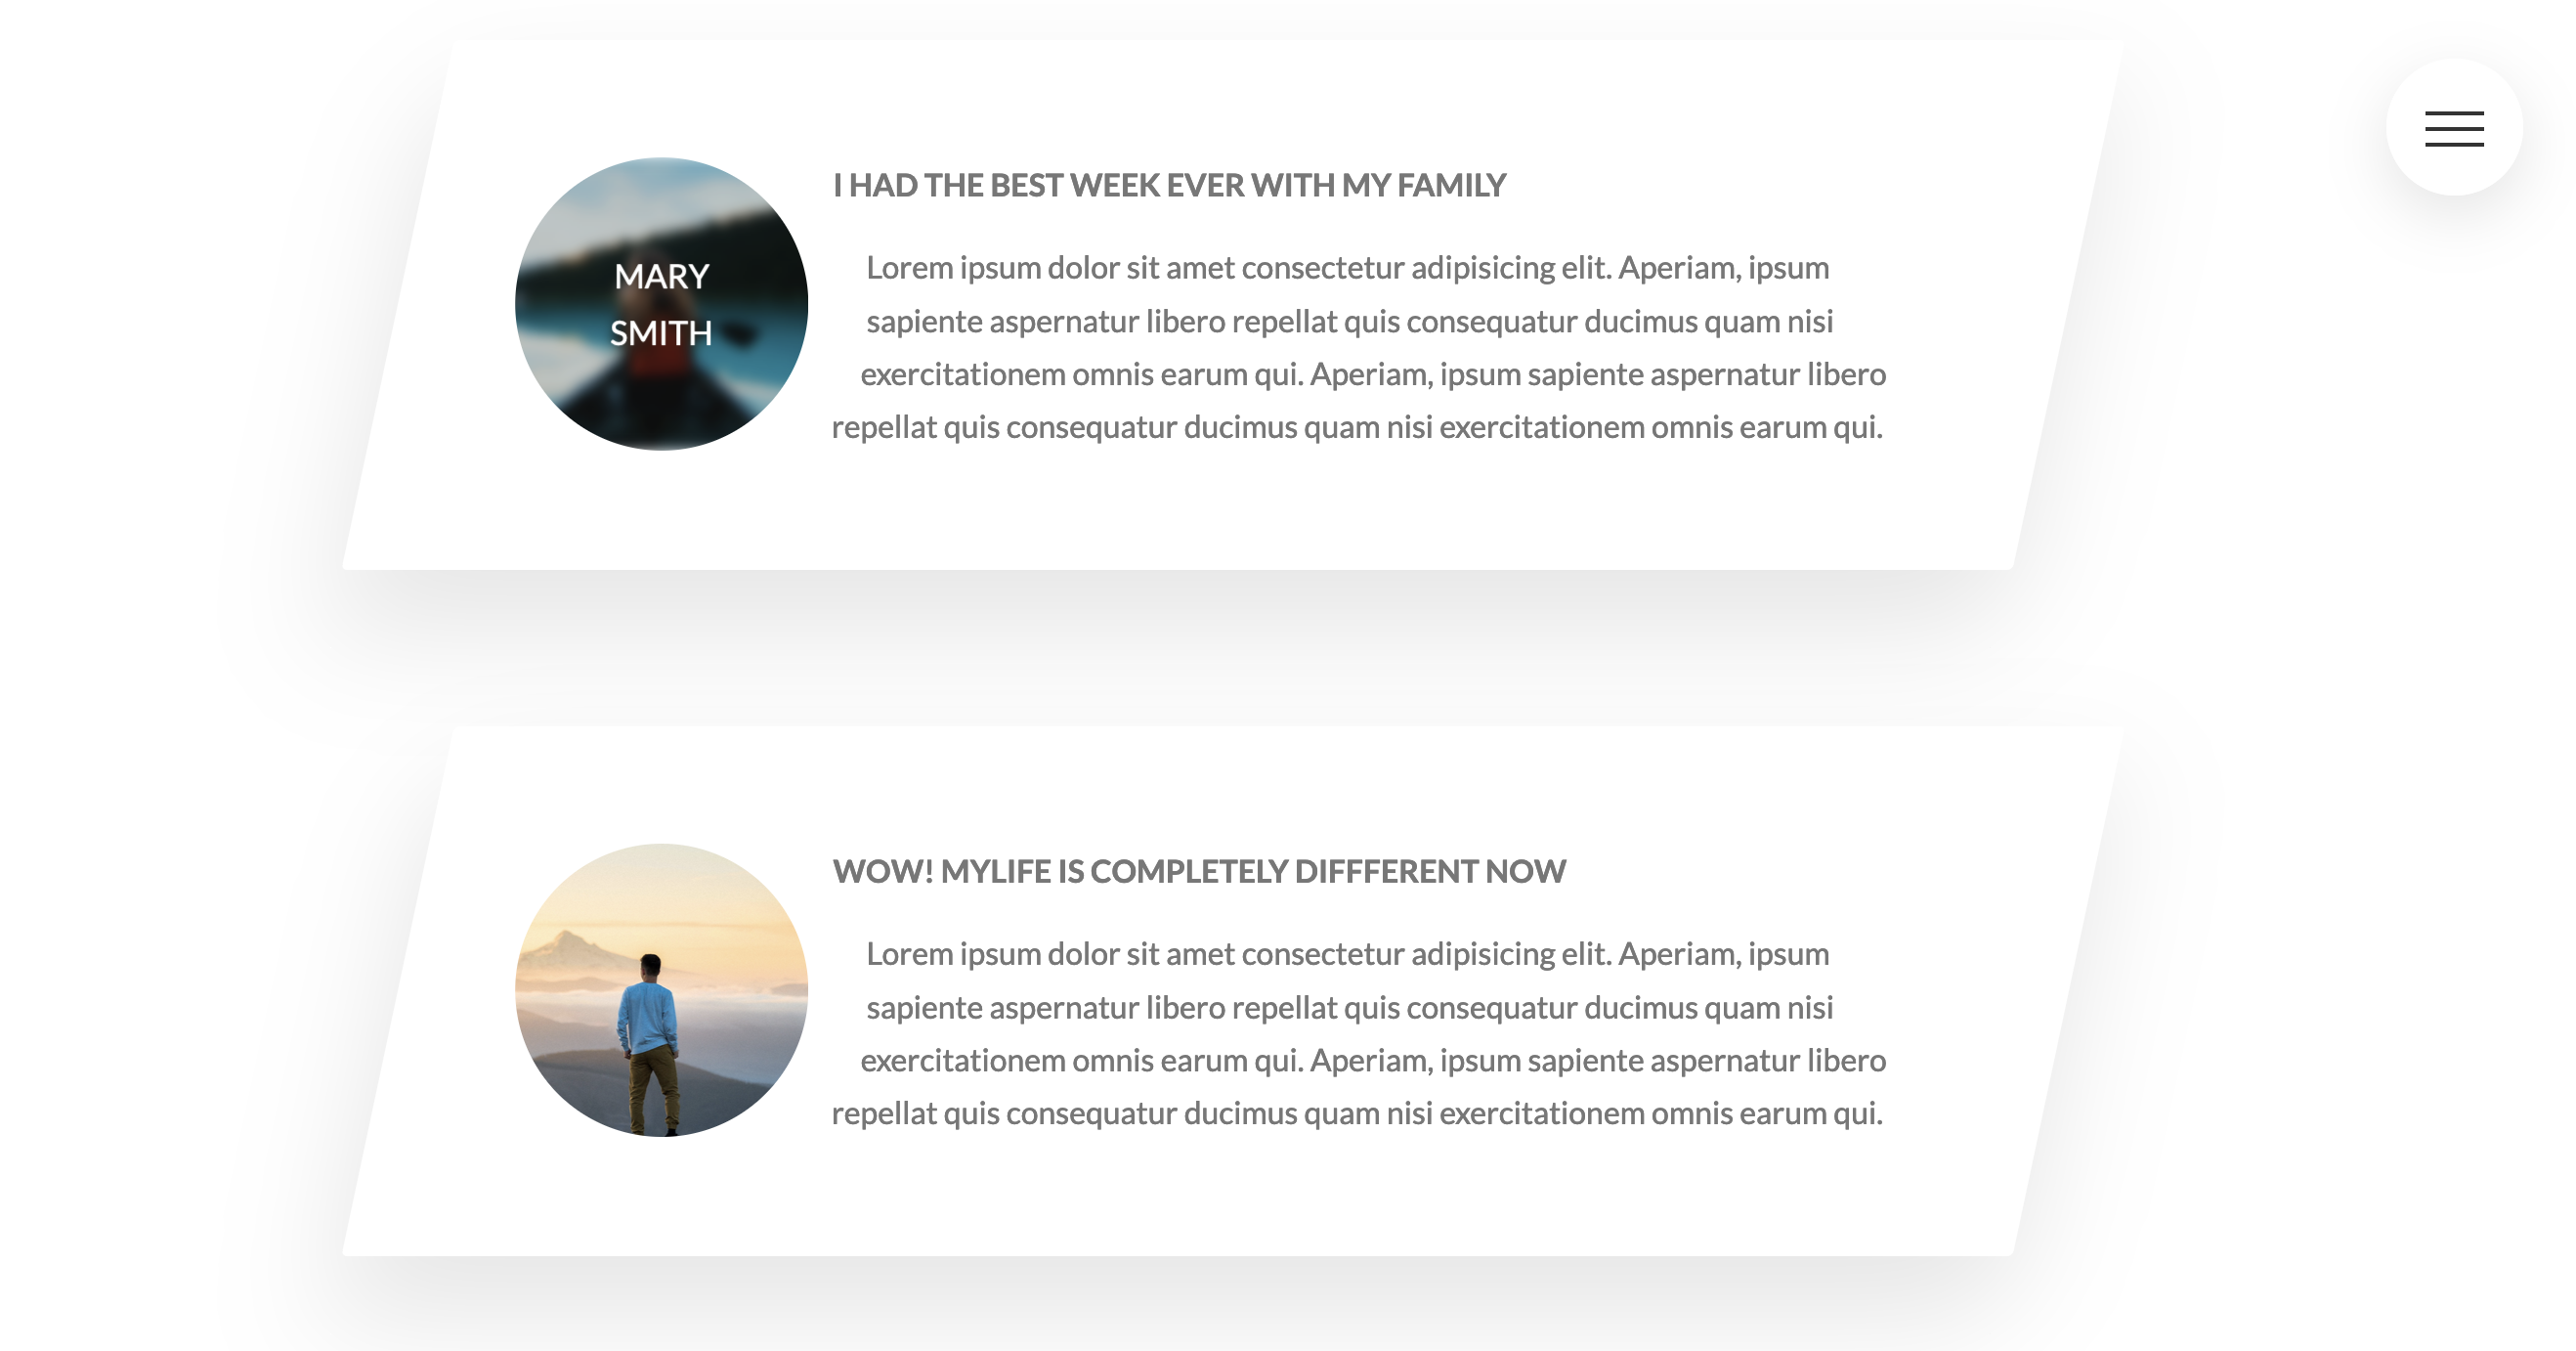 I HAD THE BEST WEEK EVER WITH MY FAMILY
MARY
SMITH
Lorem ipsum dolor sit amet consectetur adipisicing elit. Aperiam, ipsum
sapiente aspernatur libero repellat quis consequatur ducimus quam nisi
exercitationem omnis earum qui. Aperiam, ipsum sapiente aspernatur libero
repellat quis consequatur ducimus quam nisi exercitationem omnis earum qui.
WOW! MYLIFE IS COMPLETELY DIFFFERENT NOW
Lorem ipsum dolor sit amet consectetur adipisicing elit. Aperiam, ipsum
sapiente aspernatur libero repellat quis consequatur ducimus quam nisi
exercitationem omnis earum qui. Aperiam, ipsum sapiente aspernatur libero
repellat quis consequatur ducimus quam nisi exercitationem omnis earum qui.